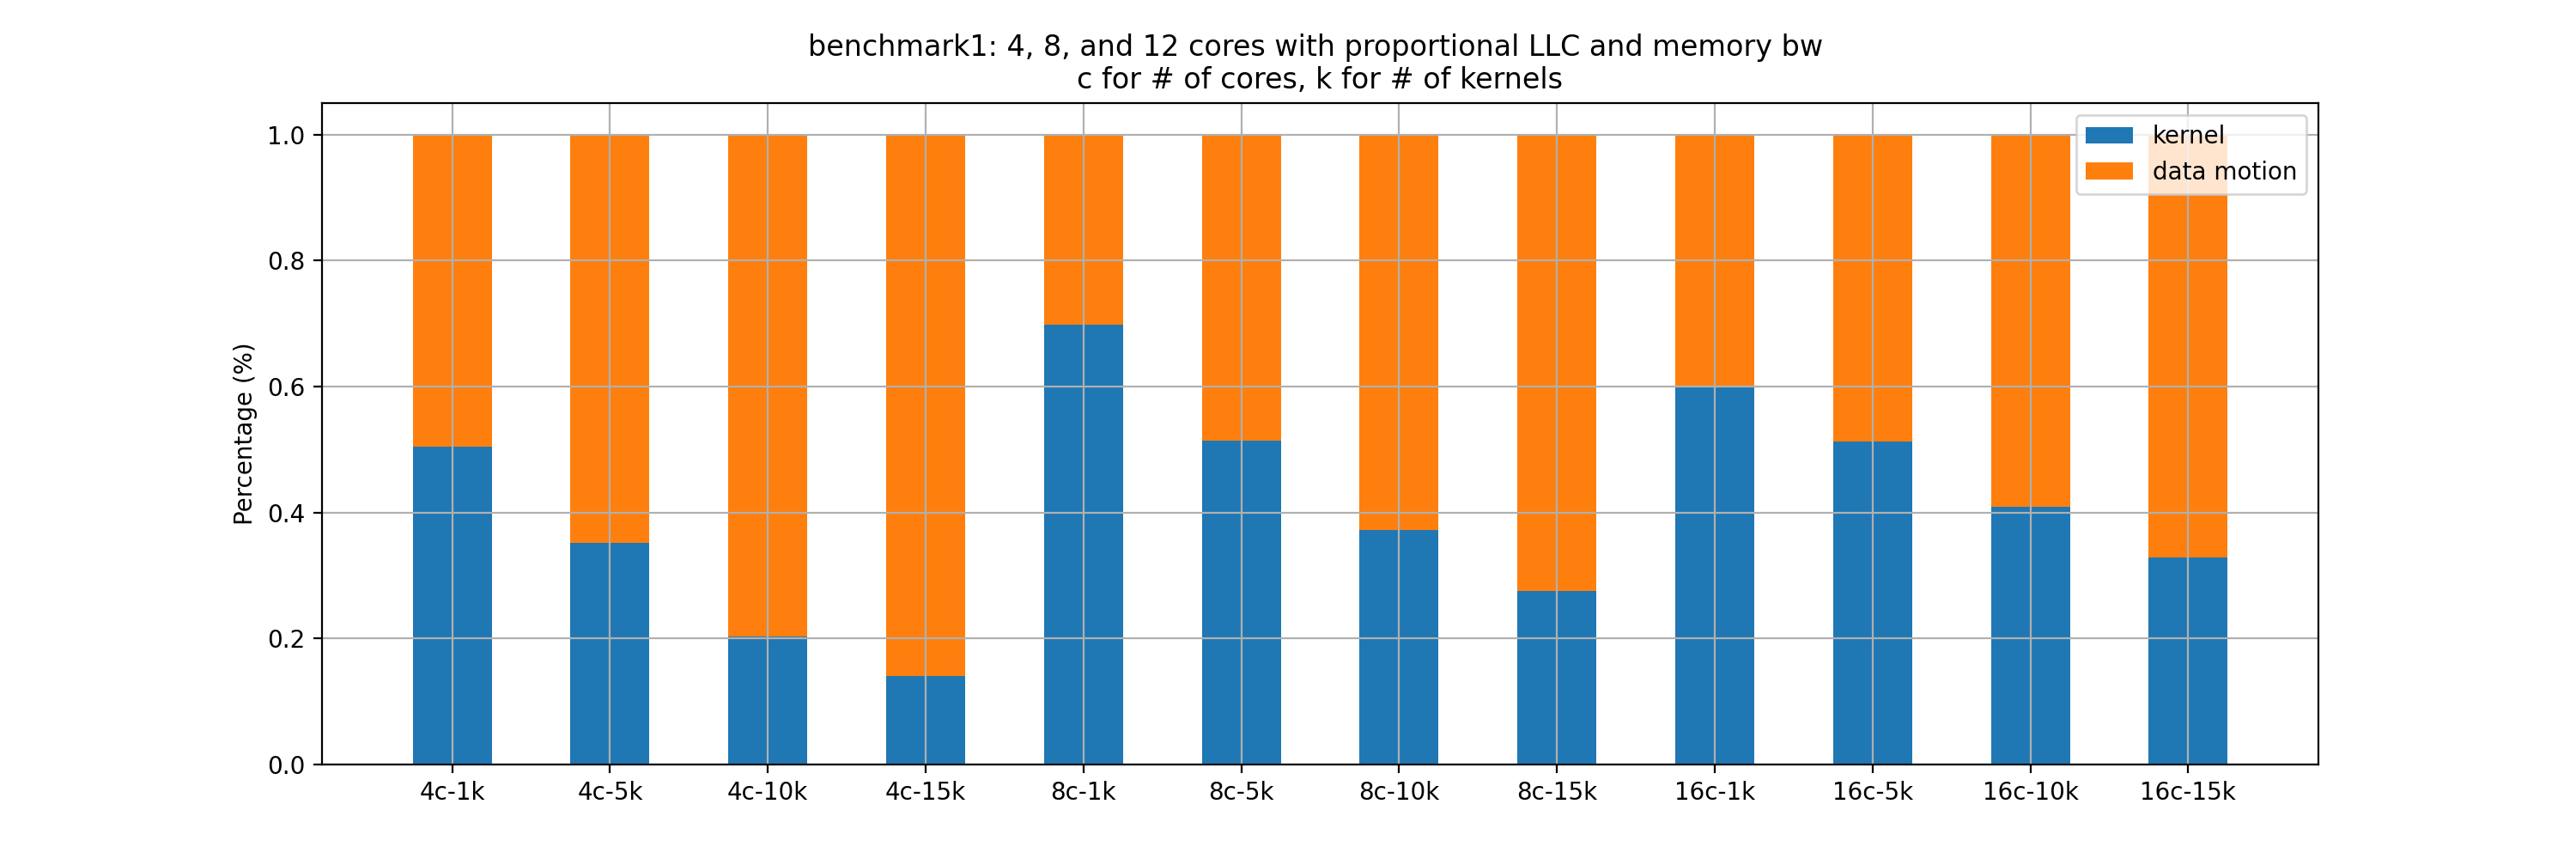 benchmark1: 4, 8, and 12 cores with proportional LLC and memory bw
c for # of cores, k for # of kernels
kernel
data motion
Percentage (%)
1.0
0.8
0.6
0.4
0.2
0.0
4c-1k 4c-5k 4c-10k 4c-15k 8c-1k 8c-5k 8c-10k 8c-15k 16c-1k 16c-5k 16c-10k 16c-15k